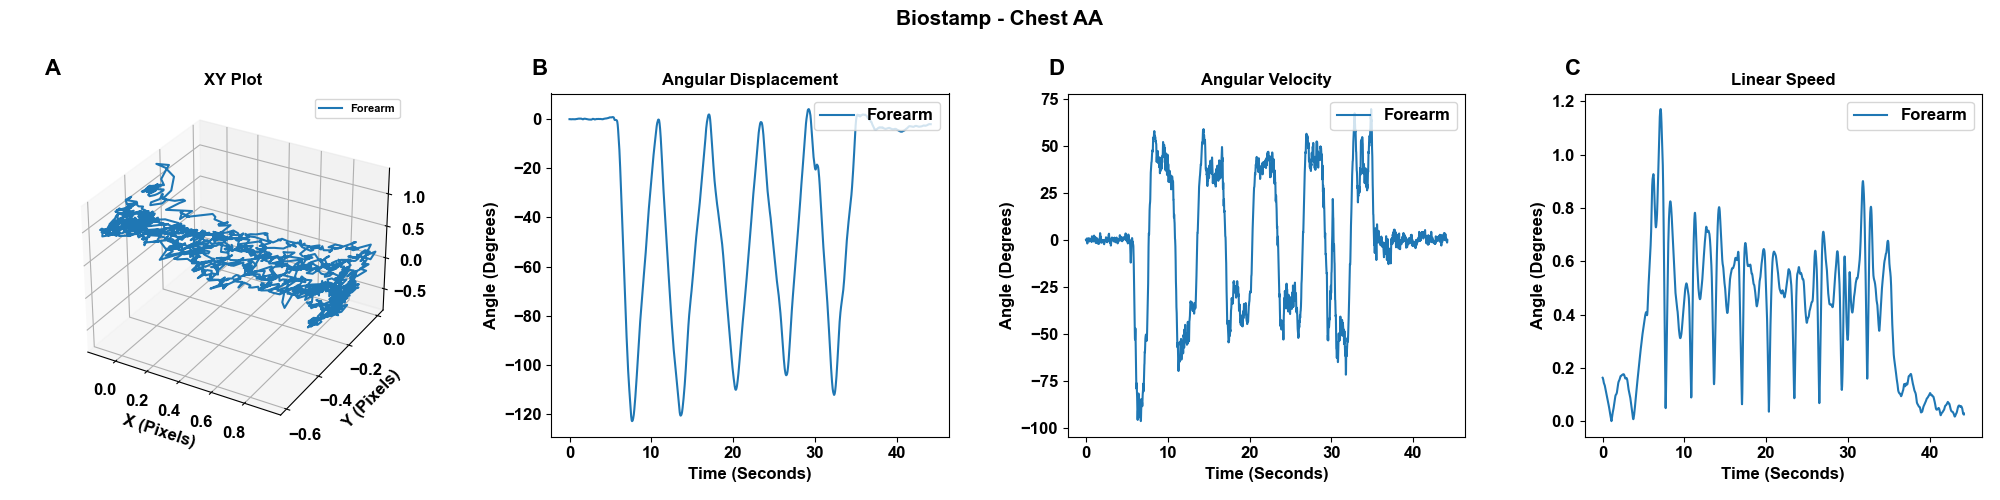 Biostamp - Chest AA
A
XY Plot
Forearm
1.0
0.5
0.0
−0.5
0.0
−0.2
−0.4
−0.6
0.0
0.2
0.4
0.6
0.8
X (Pixels)
Y (Pixels)
B
Angular Displacement
Forearm
0
−20
−40
−60
−80
−100
−120
0 10 20 30 40
Angle (Degrees)
Time (Seconds)
D
Angular Velocity
Forearm
75
50
25
0
−25
−50
−75
−100
0 10 20 30 40
Angle (Degrees)
Time (Seconds)
C
Linear Speed
Forearm
1.2
1.0
0.8
0.6
0.4
0.2
0.0
0 10 20 30 40
Angle (Degrees)
Time (Seconds)